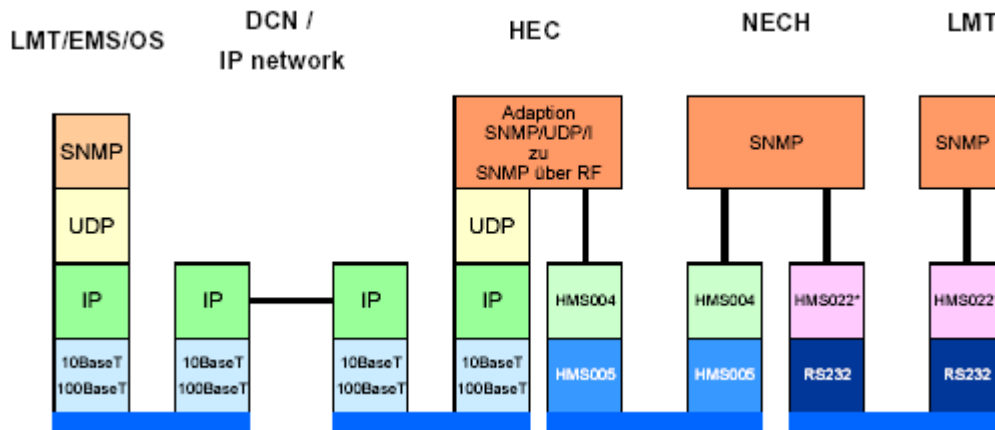 LMT/EMS/OS
DCN /
IP network
HEC
NECH
LMT
SNMP
UDP
IP
10BaseT
100BaseT
IP
10BaseT
100BaseT
IP
10BaseT
100BaseT
Adaption
SNMP/UDP/I
zu
SNMP über RF
UDP
IP
10BaseT
100BaseT
HMS004
HMS005
SNMP
HMS004
HMS005
HMS022*
RS232
SNMP
HMS022*
RS232